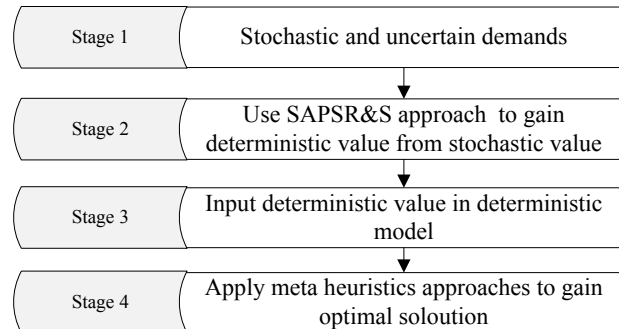 Stage 1
Stochastic and uncertain demands
Stage 2
Use SAPSR&S approach to gain
deterministic value from stochastic value
Stage 3
Input deterministic value in deterministic
model
Stage 4
Apply meta heuristics approaches to gain
optimal soloution